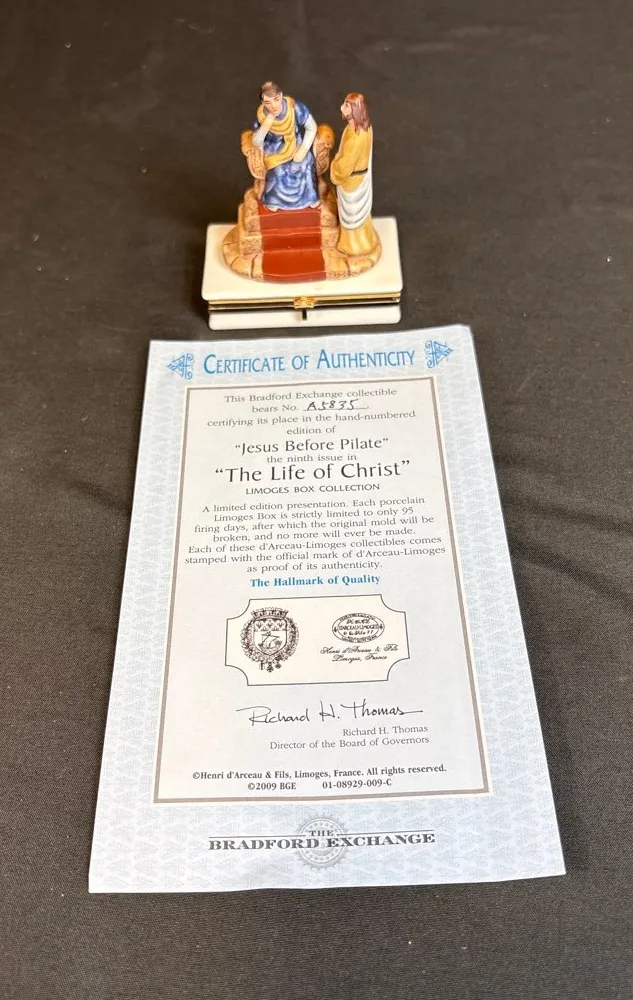 CERTIFICATE OF AUTHENTICITY
This Bradford Exchange collectible
bears No. A5835
certifying its place in the hand-numbered
edition of
"Jesus Before Pilate"
the ninth issue in
"The Life of Christ"
LIMOGES BOX COLLECTION
A limited edition presentation. Each porcelain
Limoges Box is strictly limited to only 95
firing days, after which the original mold will be
broken, and no more will ever be made.
Each of these d'Arceau-Limoges collectibles comes
stamped with the official mark of d'Arceau-Limoges
as proof of its authenticity.
The Hallmark of Quality
D'ARCEAU-LIMOGES
Henri d'Arceau & Fils
Limoges, France
Richard H. Thomas
Richard H. Thomas
Director of the Board of Governors
©Henri d'Arceau & Fils, Limoges, France. All rights reserved.
©2009 BGE 01-08929-009-C
THE
BRADFORD EXCHANGE